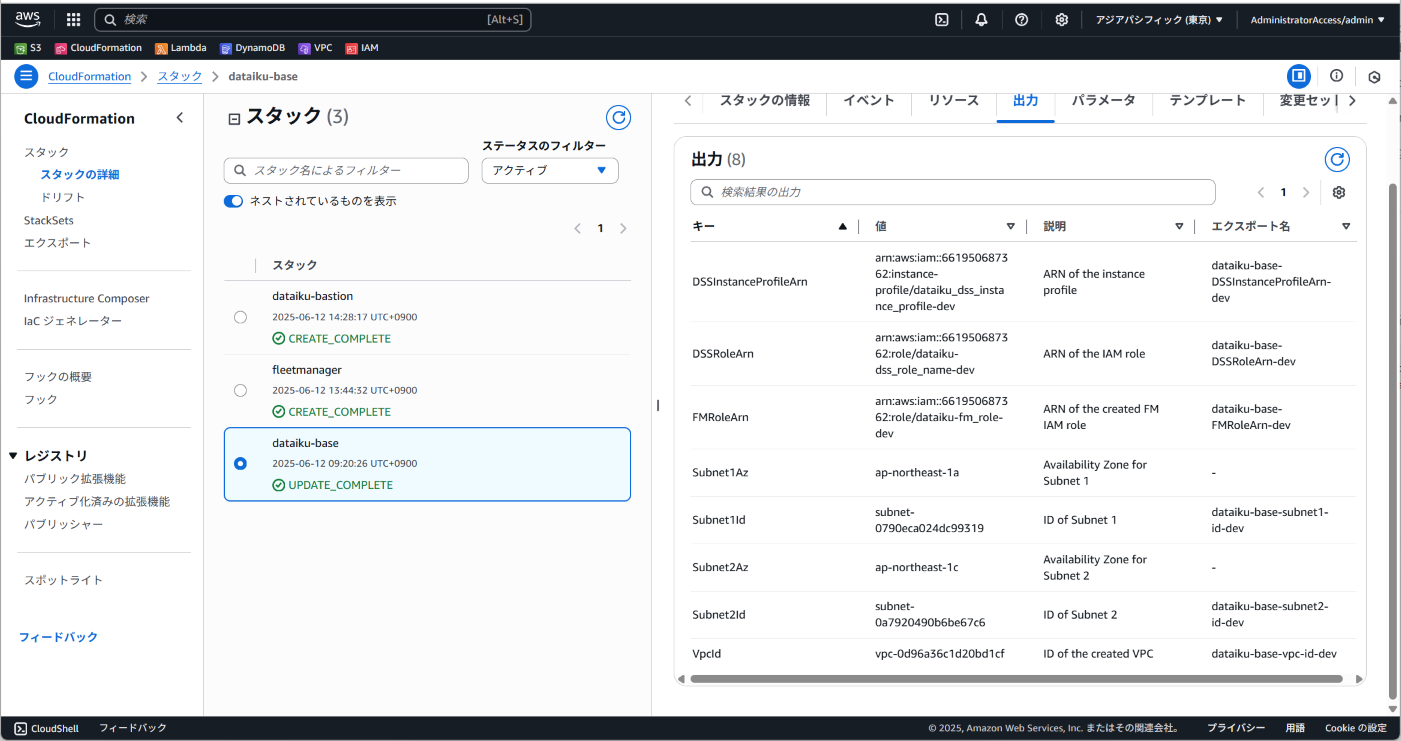 aws
検索
[Alt+S]
アジアパシフィック (東京) ▼
AdministratorAccess/admin ▼
S3
CloudFormation
Lambda
DynamoDB
VPC
IAM
CloudFormation > スタック > dataiku-base
CloudFormation
スタック
スタックの詳細
ドリフト
StackSets
エクスポート
Infrastructure Composer
IaC ジェネレーター
フックの概要
フック
▼ レジストリ
パブリック拡張機能
アクティブ化済みの拡張機能
パブリッシャー
スポットライト
フィードバック
スタック (3)
ステータスのフィルター
スタック名によるフィルター
アクティブ
ネストされているものを表示
1
スタック
dataiku-bastion
2025-06-12 14:28:17 UTC+0900
CREATE_COMPLETE
fleetmanager
2025-06-12 13:44:32 UTC+0900
CREATE_COMPLETE
dataiku-base
2025-06-12 09:20:26 UTC+0900
UPDATE_COMPLETE
スタックの情報
イベント
リソース
出力
パラメータ
テンプレート
変更セット
出力 (8)
検索結果の出力
1
キー
値
説明
エクスポート名
DSSInstanceProfileArn
arn:aws:iam::6619506873
62:instance-
profile/dataiku_dss_insta
nce_profile-dev
ARN of the instance
profile
dataiku-base-
DSSInstanceProfileArn-
dev
DSSRoleArn
arn:aws:iam::6619506873
62:role/dataiku-
dss_role_name-dev
ARN of the IAM role
dataiku-base-
DSSRoleArn-dev
FMRoleArn
arn:aws:iam::6619506873
62:role/dataiku-fm_role-
dev
ARN of the created FM
IAM role
dataiku-base-
FMRoleArn-dev
Subnet1Az
ap-northeast-1a
Availability Zone for
Subnet 1
-
Subnet1Id
subnet-
0790eca024dc99319
ID of Subnet 1
dataiku-base-subnet1-
id-dev
Subnet2Az
ap-northeast-1c
Availability Zone for
Subnet 2
-
Subnet2Id
subnet-
0a7920490b6be67c6
ID of Subnet 2
dataiku-base-subnet2-
id-dev
VpcId
vpc-0d96a36c1d20bd1cf
ID of the created VPC
dataiku-base-vpc-id-dev
CloudShell
フィードバック
© 2025, Amazon Web Services, Inc. またはその関連会社。
プライバシー
用語
Cookie の設定